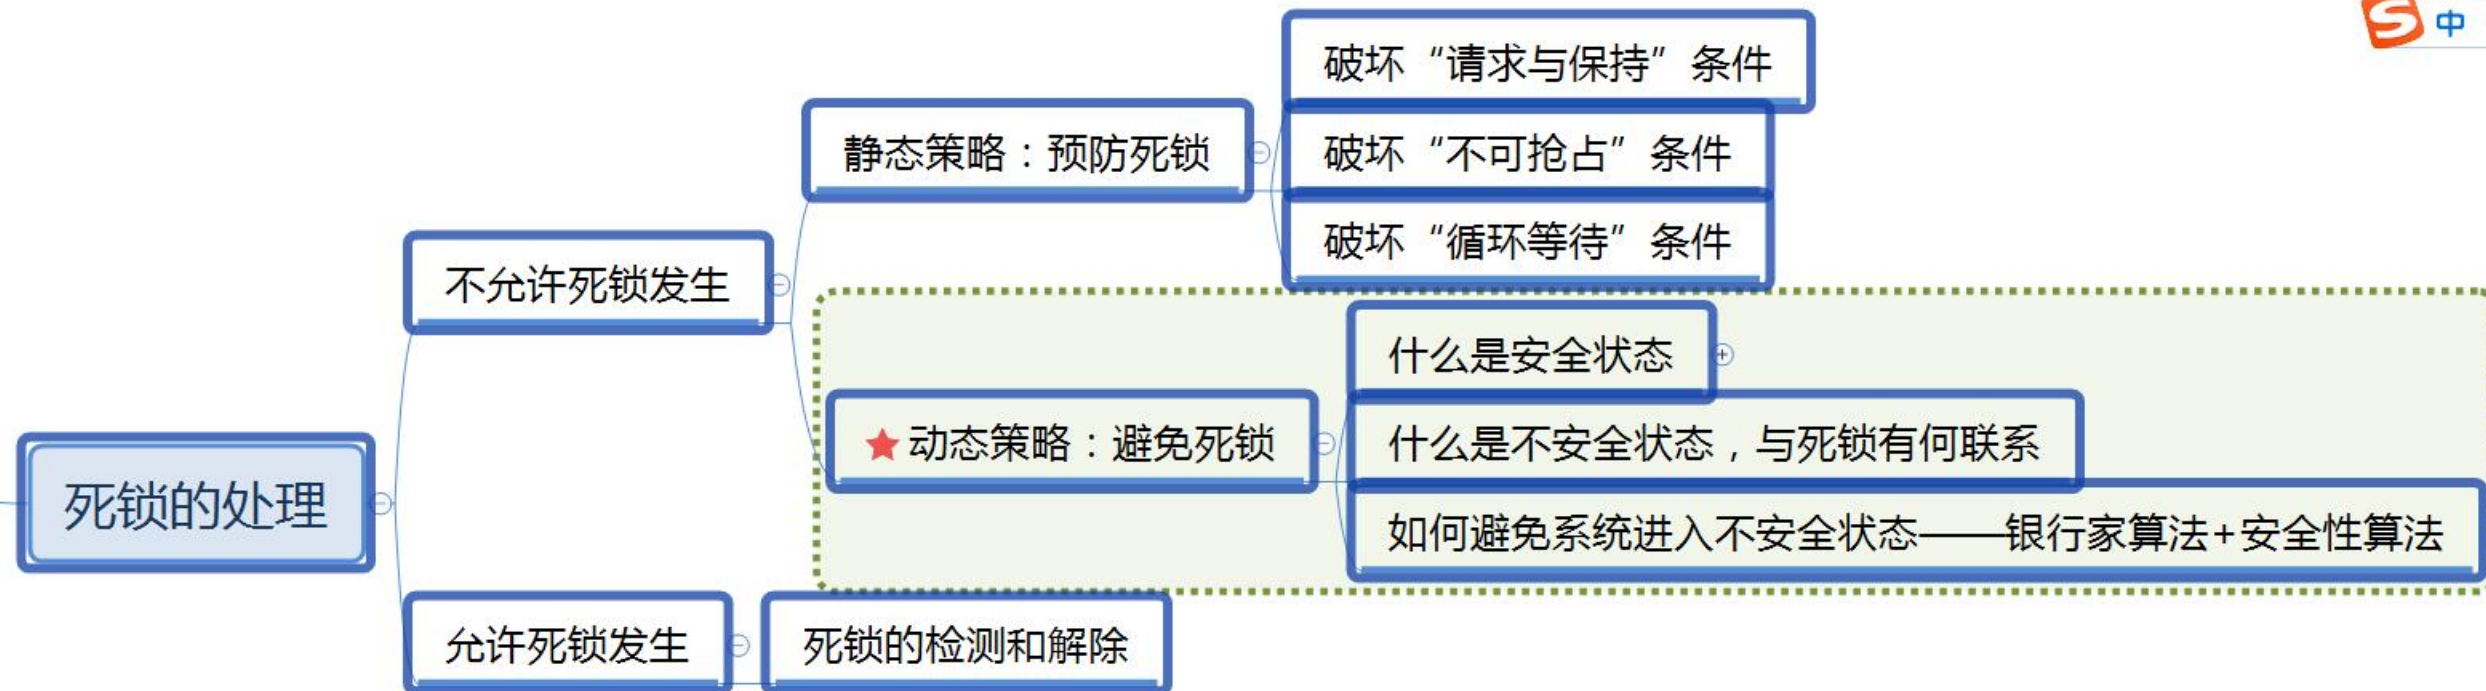 破坏“请求与保持”条件
静态策略：预防死锁
破坏“不可抢占”条件
破坏“循环等待”条件
不允许死锁发生
什么是安全状态
动态策略：避免死锁
什么是不安全状态，与死锁有何联系
如何避免系统进入不安全状态——银行家算法+安全性算法
死锁的处理
允许死锁发生
死锁的检测和解除
S 中